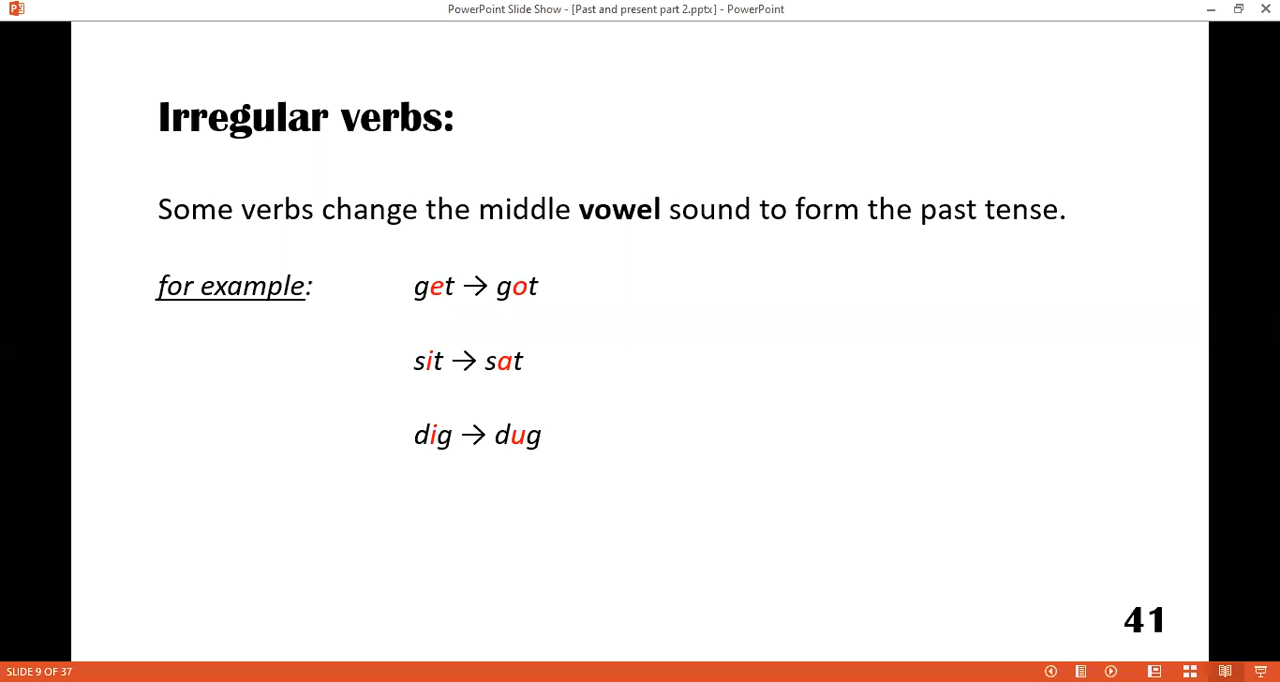 PowerPoint Slide Show - [Past and present part 2.pptx] - PowerPoint
Irregular verbs:
Some verbs change the middle vowel sound to form the past tense.
for example: get → got
sit → sat
dig → dug
41
SLIDE 9 OF 37